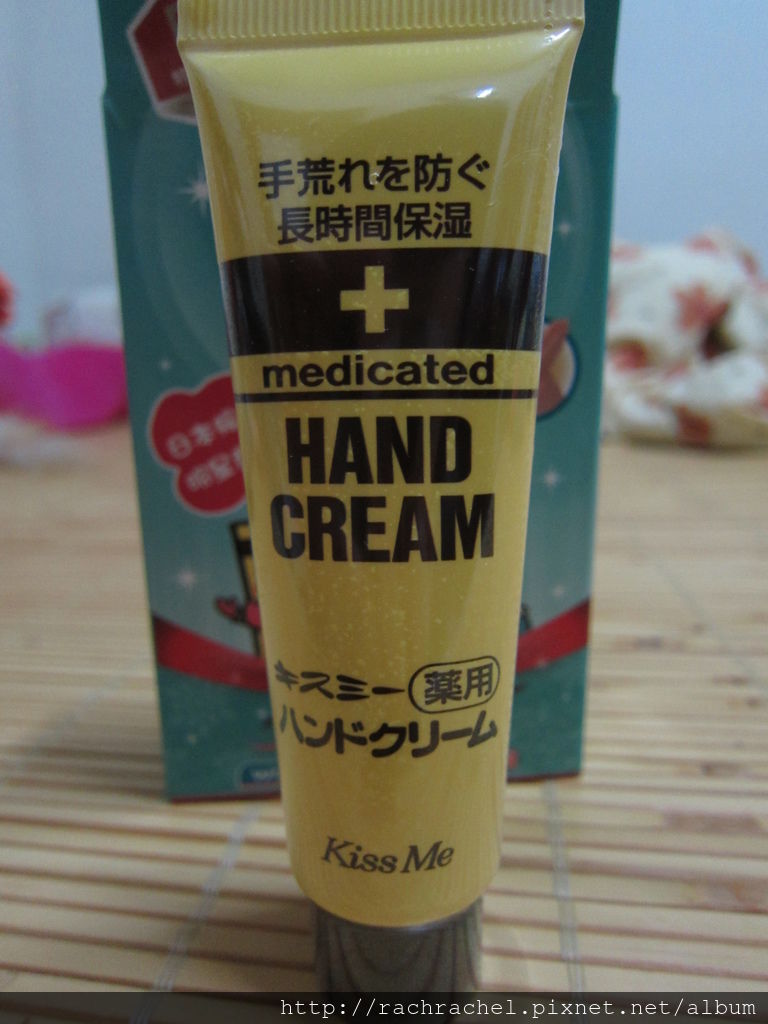 手荒れを防ぐ
長時間保湿
medicated
HAND
CREAM
キスミー 薬用
ハンドクリーム
Kiss Me
http://rachrachel.pixnet.net/album